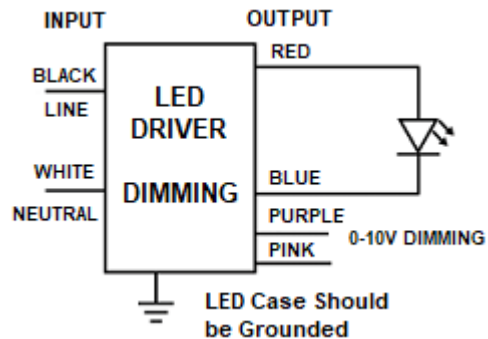 INPUT
OUTPUT
BLACK
LINE
WHITE
NEUTRAL
LED
DRIVER
DIMMING
RED
BLUE
PURPLE
PINK
0-10V DIMMING
LED Case Should
be Grounded